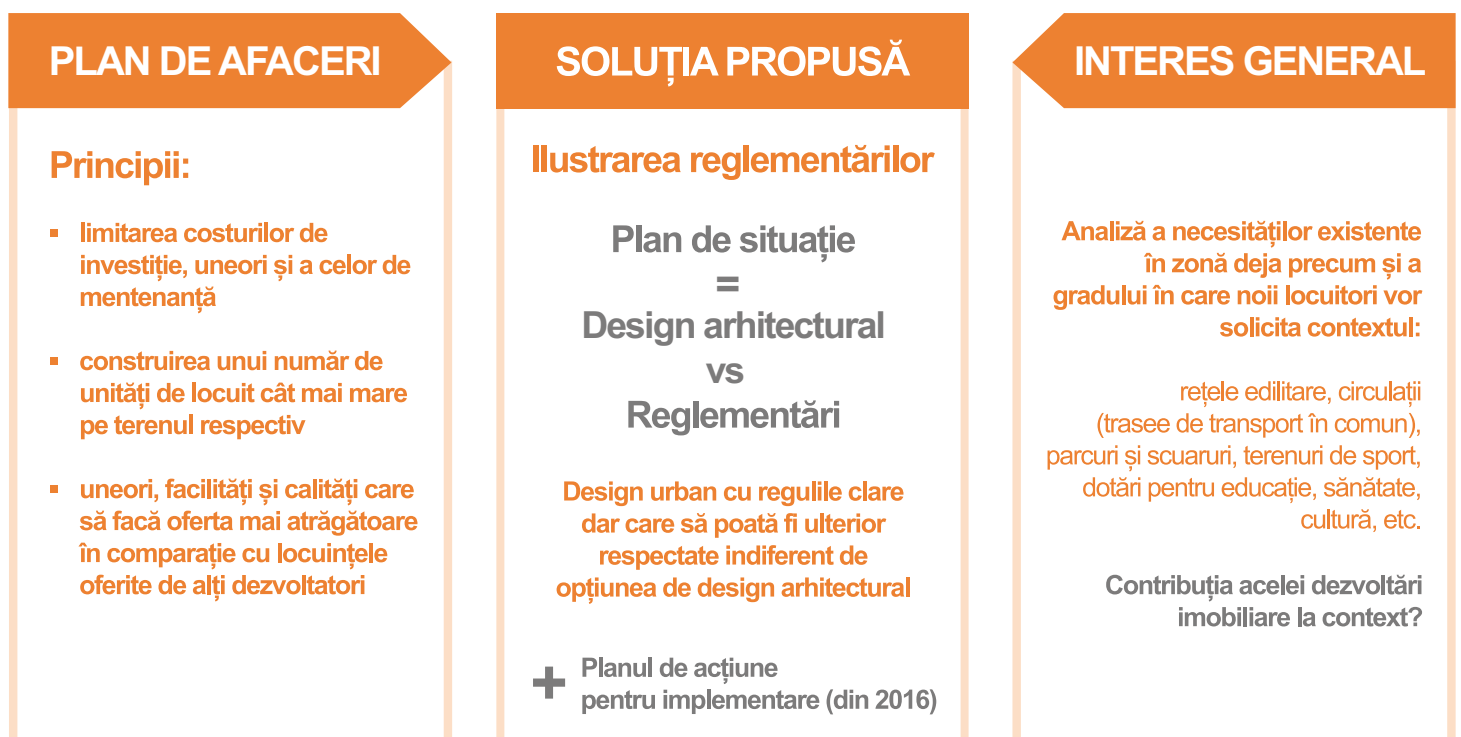 PLAN DE AFACERI
Principii:
▪ limitarea costurilor de
investiție, uneori și a celor de
mentenanță
▪ construirea unui număr de
unități de locuit cât mai mare
pe terenul respectiv
▪ uneori, facilități și calități care
să facă oferta mai atrăgătoare
în comparație cu locuințele
oferite de alți dezvoltatori
SOLUȚIA PROPUSĂ
Ilustrarea reglementărilor
Plan de situație
=
Design arhitectural
vs
Reglementări
Design urban cu regulile clare
dar care să poată fi ulterior
respectate indiferent de
opțiunea de design arhitectural
+ Planul de acțiune
pentru implementare (din 2016)
INTERES GENERAL
Analiză a necesităților existente
în zonă deja precum și a
gradului în care noii locuitori vor
solicita contextul:
rețele edilitare, circulații
(trasee de transport în comun),
parcuri și scuaruri, terenuri de sport,
dotări pentru educație, sănătate,
cultură, etc.
Contribuția acelei dezvoltări
imobiliare la context?